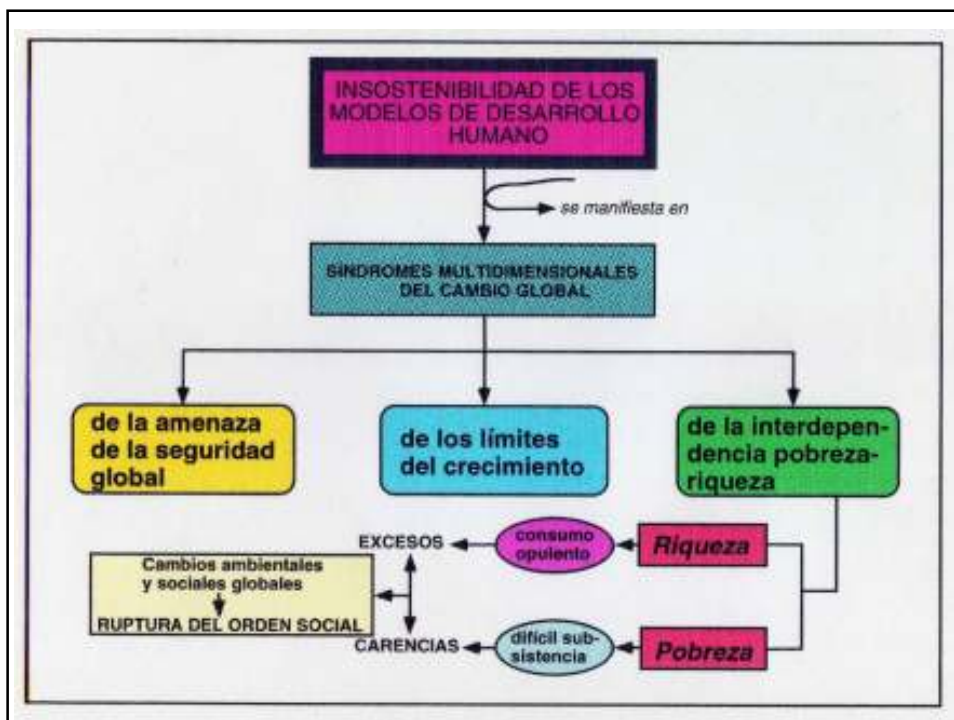 INSOSTENIBILIDAD DE LOS
MODELOS DE DESARROLLO
HUMANO
se manifiesta en
SÍNDROMES MULTIDIMENSIONALES
DEL CAMBIO GLOBAL
de la amenaza
de la seguridad
global
de los límites
del crecimiento
de la interdepen-
dencia pobreza-
riqueza
EXCESOS
consumo
opulento
Riqueza
Cambios ambientales
y sociales globales
RUPTURA DEL ORDEN SOCIAL
CARENCIAS
difícil sub-
sistencia
Pobreza